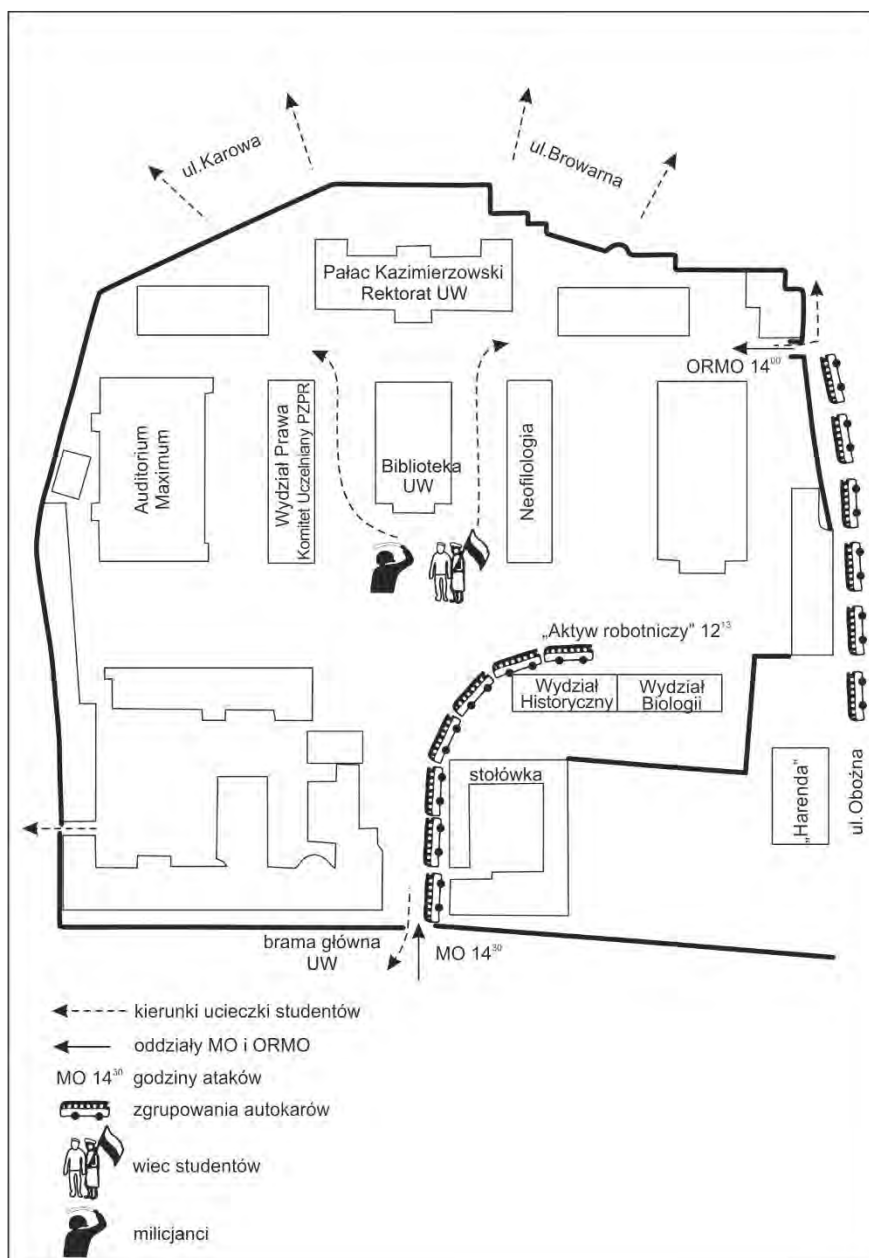 ul.Karowa
ul.Browarna
Pałac Kazimierzowski
Rektorat UW
ORMO 14⁰⁰
Auditorium
Maximum
Wydział Prawa
Komitet Uczelniany PZPR
Biblioteka
UW
Neofilologia
„Aktyw robotniczy" 12¹³
Wydział
Historyczny
Wydział
Biologii
stołówka
„Harenda"
ul. Oboźna
brama główna
UW
MO 14³⁰
kierunki ucieczki studentów
oddziały MO i ORMO
MO 14³⁰ godziny ataków
zgrupowania autokarów
wiec studentów
milicjanci